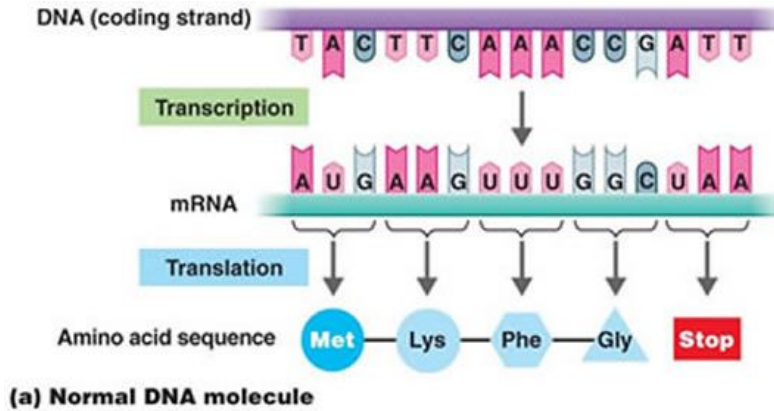 DNA (coding strand)
T A C T T C A A A C C G A T T
Transcription
A U G A A G U U U G G C U A A
mRNA
Translation
Amino acid sequence Met Lys Phe Gly Stop
(a) Normal DNA molecule